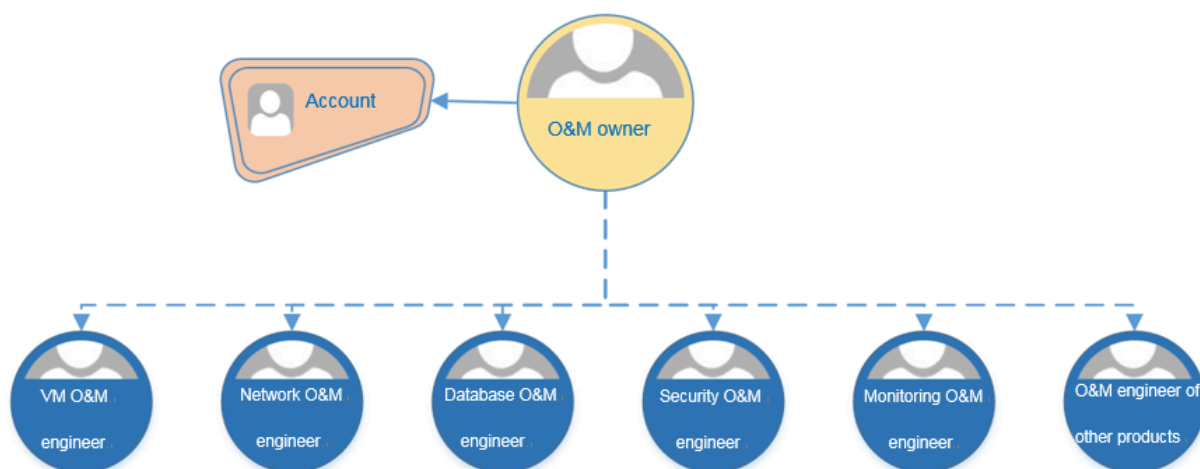 Account
O&M owner
VM O&M
engineer
Network O&M
engineer
Database O&M
engineer
Security O&M
engineer
Monitoring O&M
engineer
O&M engineer of
other products